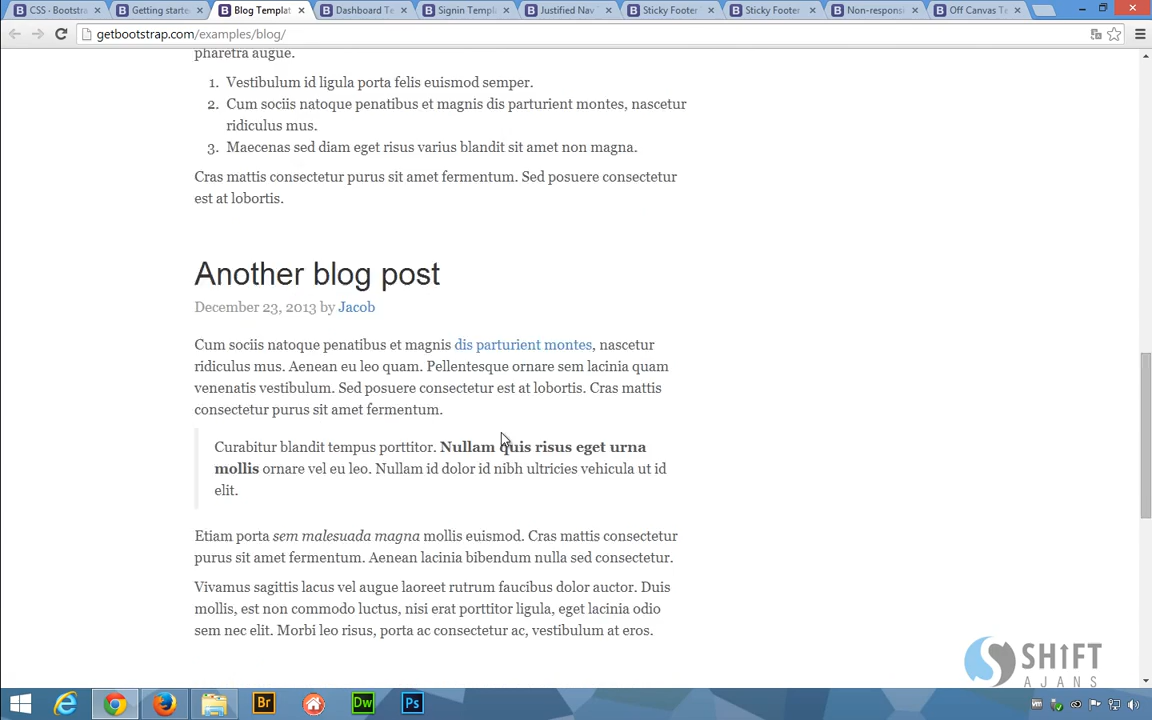 CSS · Bootstra
Getting starte
Blog Templat
Dashboard Te
Signin Templ
Justified Nav
Sticky Footer
Sticky Footer
Non-responsi
Off Canvas Te
getbootstrap.com/examples/blog/
pharetra augue.
1. Vestibulum id ligula porta felis euismod semper.
2. Cum sociis natoque penatibus et magnis dis parturient montes, nascetur
ridiculus mus.
3. Maecenas sed diam eget risus varius blandit sit amet non magna.
Cras mattis consectetur purus sit amet fermentum. Sed posuere consectetur
est at lobortis.
Another blog post
December 23, 2013 by Jacob
Cum sociis natoque penatibus et magnis dis parturient montes, nascetur
ridiculus mus. Aenean eu leo quam. Pellentesque ornare sem lacinia quam
venenatis vestibulum. Sed posuere consectetur est at lobortis. Cras mattis
consectetur purus sit amet fermentum.
Curabitur blandit tempus porttitor. Nullam quis risus eget urna
mollis ornare vel eu leo. Nullam id dolor id nibh ultricies vehicula ut id
elit.
Etiam porta sem malesuada magna mollis euismod. Cras mattis consectetur
purus sit amet fermentum. Aenean lacinia bibendum nulla sed consectetur.
Vivamus sagittis lacus vel augue laoreet rutrum faucibus dolor auctor. Duis
mollis, est non commodo luctus, nisi erat porttitor ligula, eget lacinia odio
sem nec elit. Morbi leo risus, porta ac consectetur ac, vestibulum at eros.
SHIFT
AJANS
Br
Dw
Ps